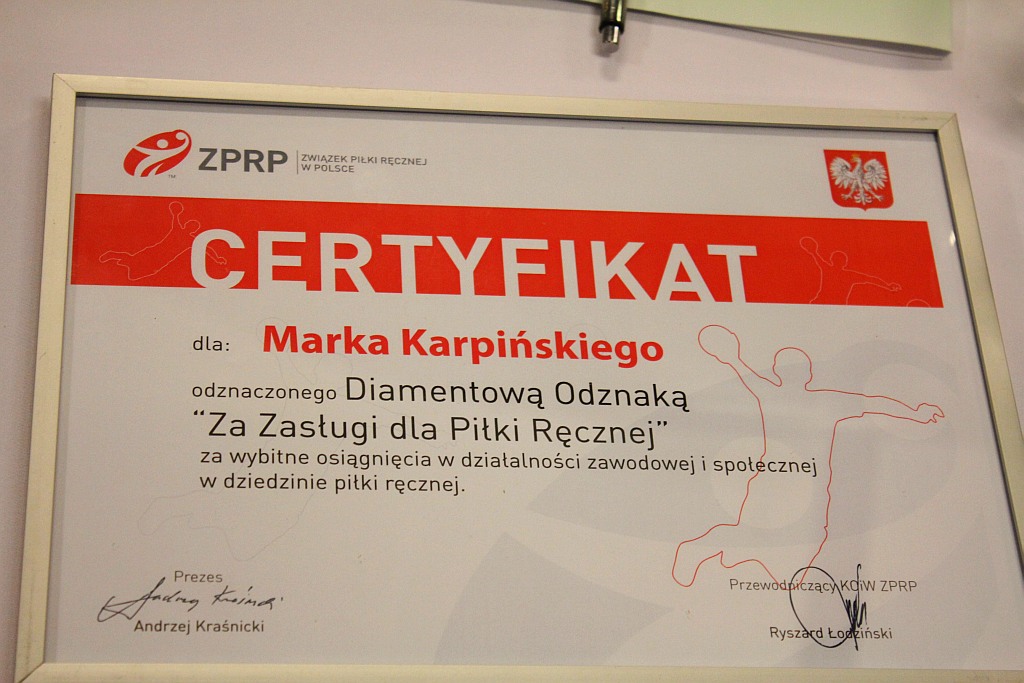 ZPRP
ZWIĄZEK PIŁKI RĘCZNEJ
W POLSCE
TM
CERTYFIKAT
dla: Marka Karpińskiego
odznaczonego Diamentową Odznaką
“Za Zasługi dla Piłki Ręcznej”
za wybitne osiągnięcia w działalności zawodowej i społecznej
w dziedzinie piłki ręcznej.
Prezes
Andrzej Kraśnicki
Przewodniczący KOiW ZPRP
Ryszard Łodziński